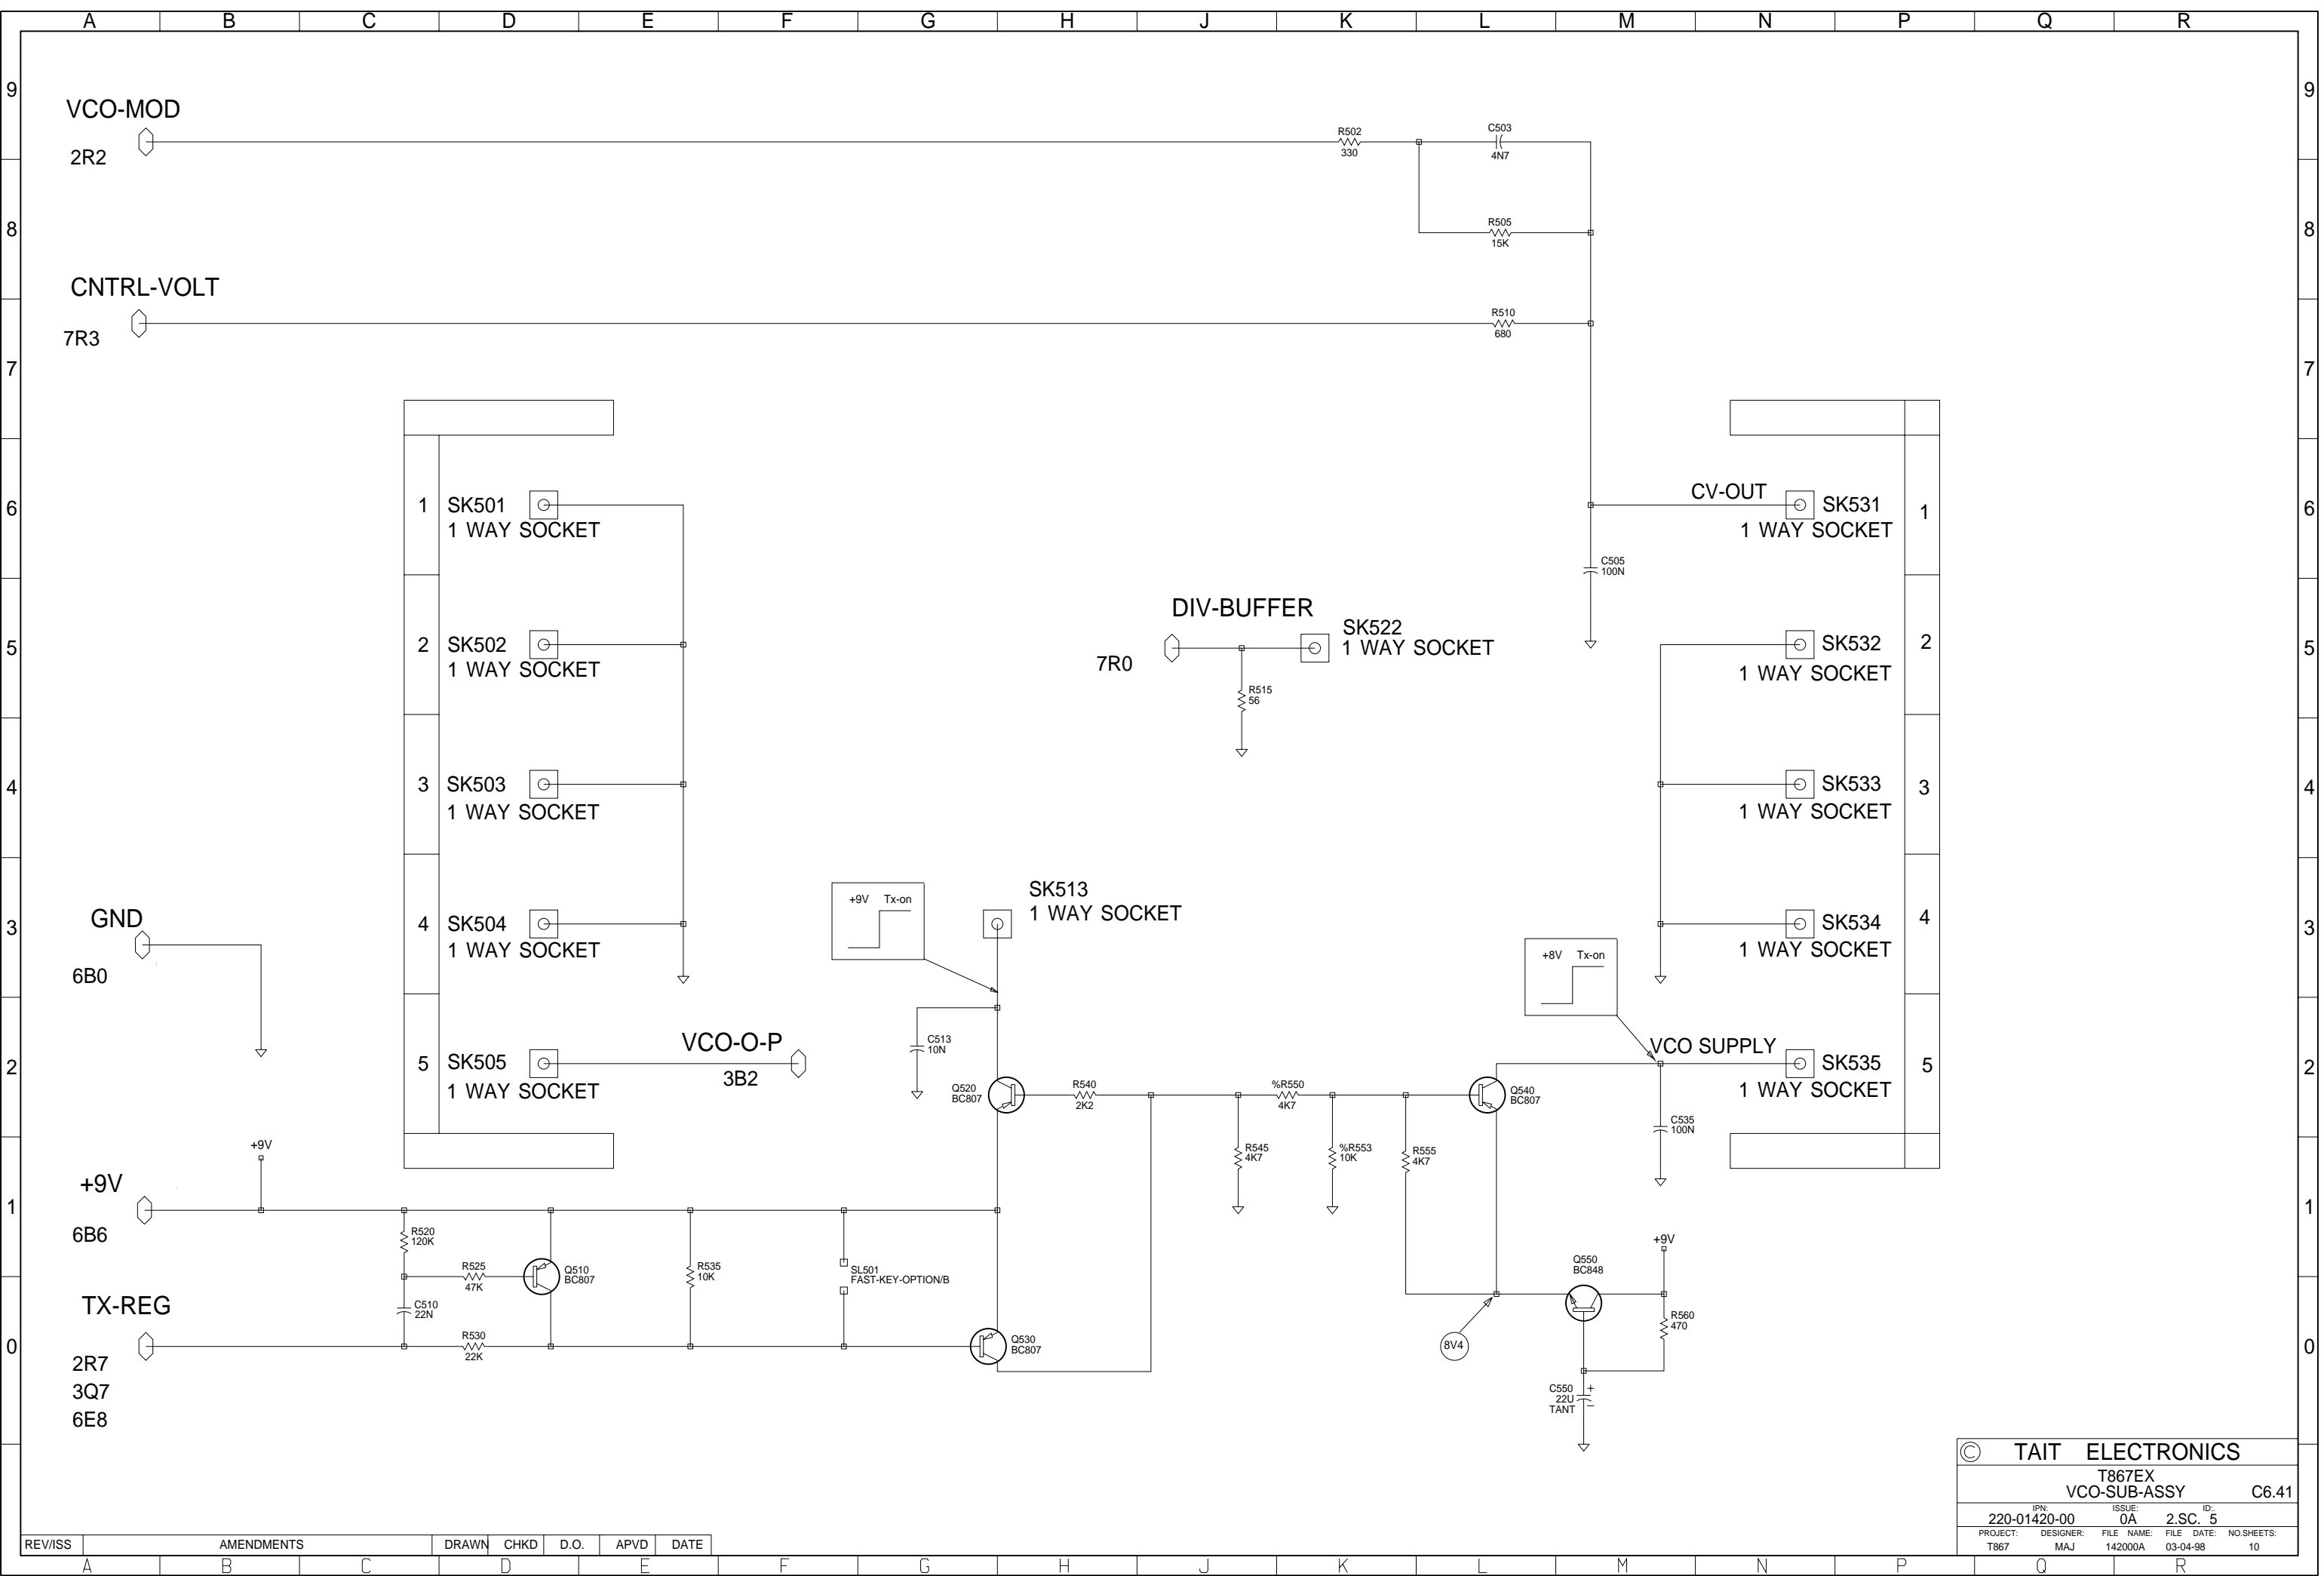 A B C D E F G H J K L M N P Q R
9 9
VCO-MOD
2R2
R502
330
C503
4N7
8 8
R505
15K
CNTRL-VOLT
7R3
R510
680
7 7
6 6
1 SK501
1 WAY SOCKET
CV-OUT SK531 1
1 WAY SOCKET
C505
100N
DIV-BUFFER
7R0
SK522
1 WAY SOCKET
R515
56
5 5
2 SK502
1 WAY SOCKET
SK532 2
1 WAY SOCKET
4 4
3 SK503
1 WAY SOCKET
SK533 3
1 WAY SOCKET
3 3
GND
6B0
4 SK504
1 WAY SOCKET
+9V Tx-on
SK513
1 WAY SOCKET
SK534 4
1 WAY SOCKET
+8V Tx-on
2 2
5 SK505
1 WAY SOCKET
VCO-O-P
3B2
C513
10N
Q520
BC807
R540
2K2
%R550
4K7
Q540
BC807
VCO SUPPLY SK535 5
1 WAY SOCKET
C535
100N
R545
4K7
%R553
10K
R555
4K7
1 1
+9V
+9V
6B6
R520
120K
R525
47K
Q510
BC807
R535
10K
SL501
FAST-KEY-OPTION/B
Q550
BC848
+9V
R560
470
0 0
TX-REG
2R7
3Q7
6E8
C510
22N
R530
22K
Q530
BC807
8V4
C550
22U
TANT
+
−
© TAIT ELECTRONICS
T867EX
VCO-SUB-ASSY C6.41
IPN: ISSUE: ID:.
220-01420-00 0A 2.SC. 5
PROJECT: DESIGNER: FILE NAME: FILE DATE: NO.SHEETS:
T867 MAJ 142000A 03-04-98 10
REV/ISS AMENDMENTS DRAWN CHKD D.O. APVD DATE
A B C D E F G H J K L M N P Q R